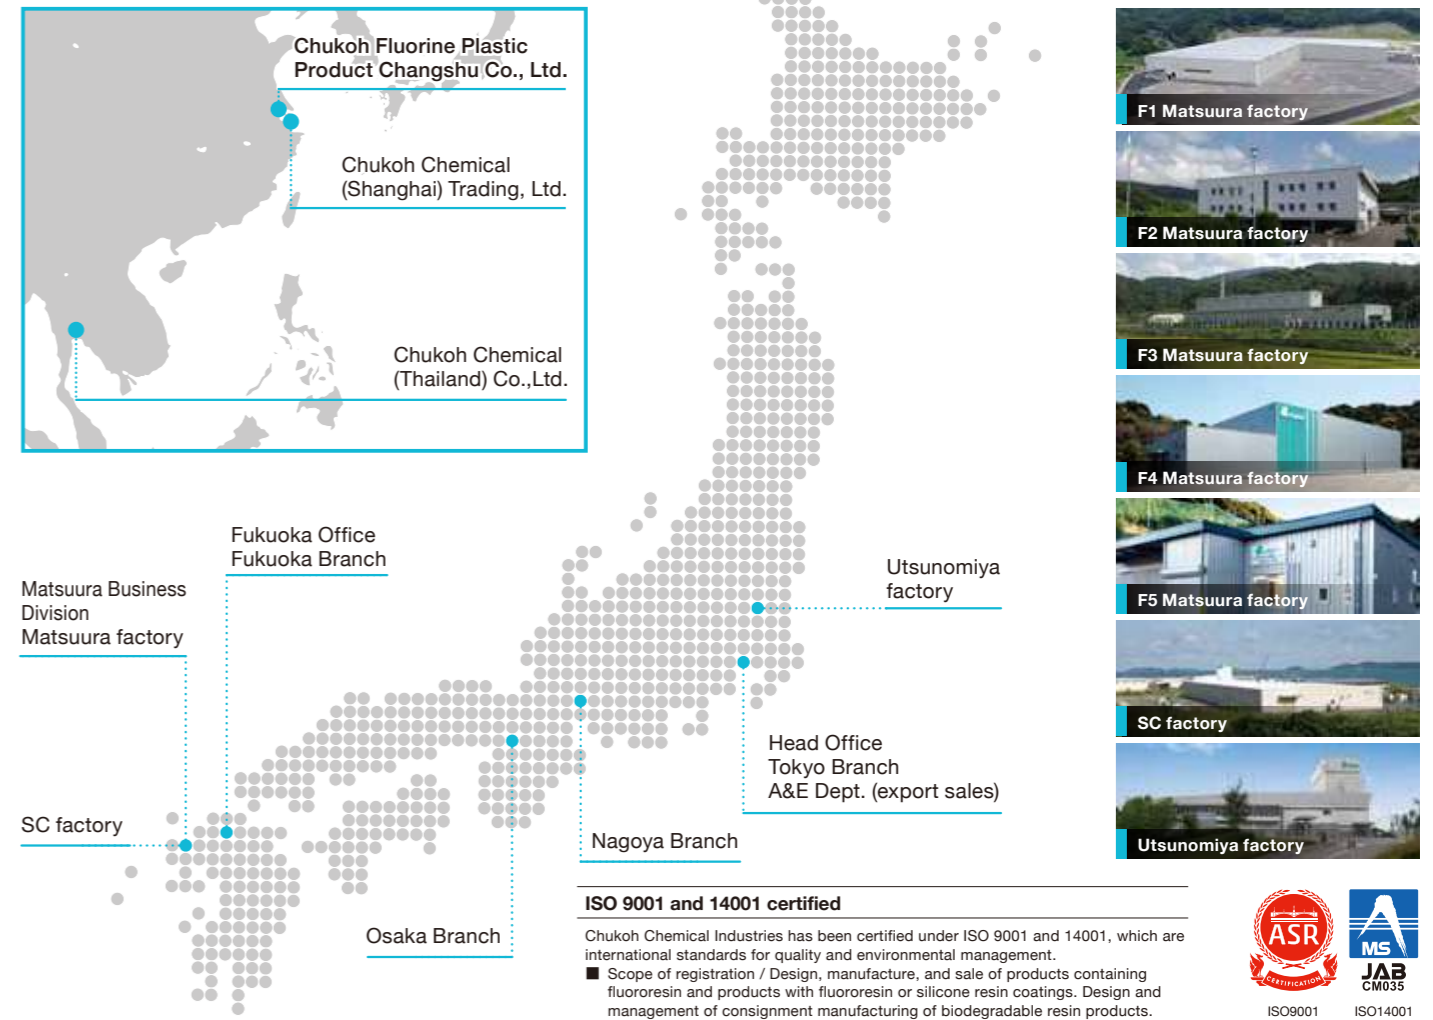 Chukoh Fluorine Plastic
Product Changshu Co., Ltd.
Chukoh Chemical
(Shanghai) Trading, Ltd.
Chukoh Chemical
(Thailand) Co.,Ltd.
Fukuoka Office
Fukuoka Branch
Matsuura Business
Division
Matsuura factory
SC factory
Osaka Branch
Nagoya Branch
Head Office
Tokyo Branch
A&E Dept. (export sales)
Utsunomiya
factory
F1 Matsuura factory
F2 Matsuura factory
F3 Matsuura factory
F4 Matsuura factory
F5 Matsuura factory
SC factory
Utsunomiya factory
ISO 9001 and 14001 certified
Chukoh Chemical Industries has been certified under ISO 9001 and 14001, which are
international standards for quality and environmental management.
■ Scope of registration / Design, manufacture, and sale of products containing
fluororesin and products with fluororesin or silicone resin coatings. Design and
management of consignment manufacturing of biodegradable resin products.
ASR
CERTIFICATION
ISO9001
MS
JAB
CM035
ISO14001